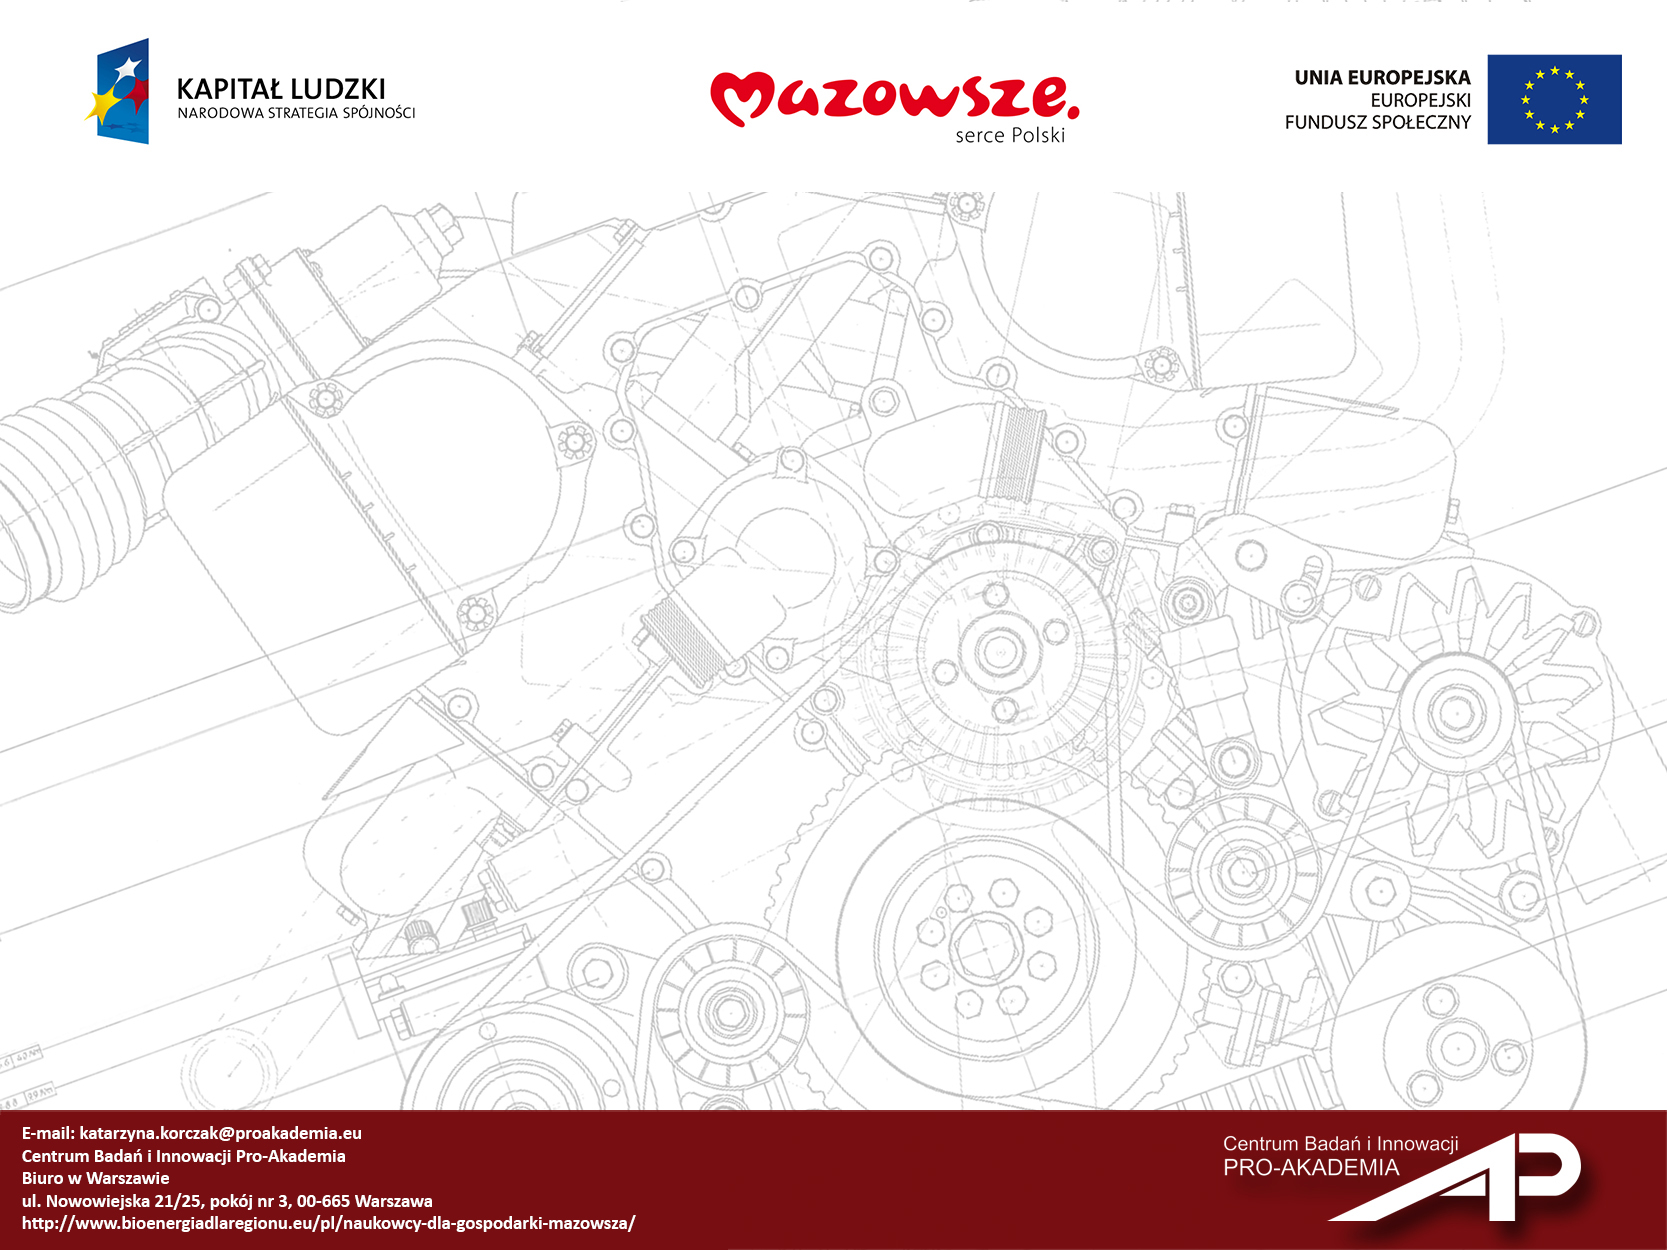 KAPITAŁ LUDZKI
NARODOWA STRATEGIA SPÓJNOŚCI
mazowsze.
serce Polski
UNIA EUROPEJSKA
EUROPEJSKI
FUNDUSZ SPOŁECZNY
E-mail: katarzyna.korczak@proakademia.eu
Centrum Badań i Innowacji Pro-Akademia
Biuro w Warszawie
ul. Nowowiejska 21/25, pokój nr 3, 00-665 Warszawa
http://www.bioenergiadlaregionu.eu/pl/naukowcy-dla-gospodarki-mazowsza/
Centrum Badań i Innowacji
PRO-AKADEMIA
AP